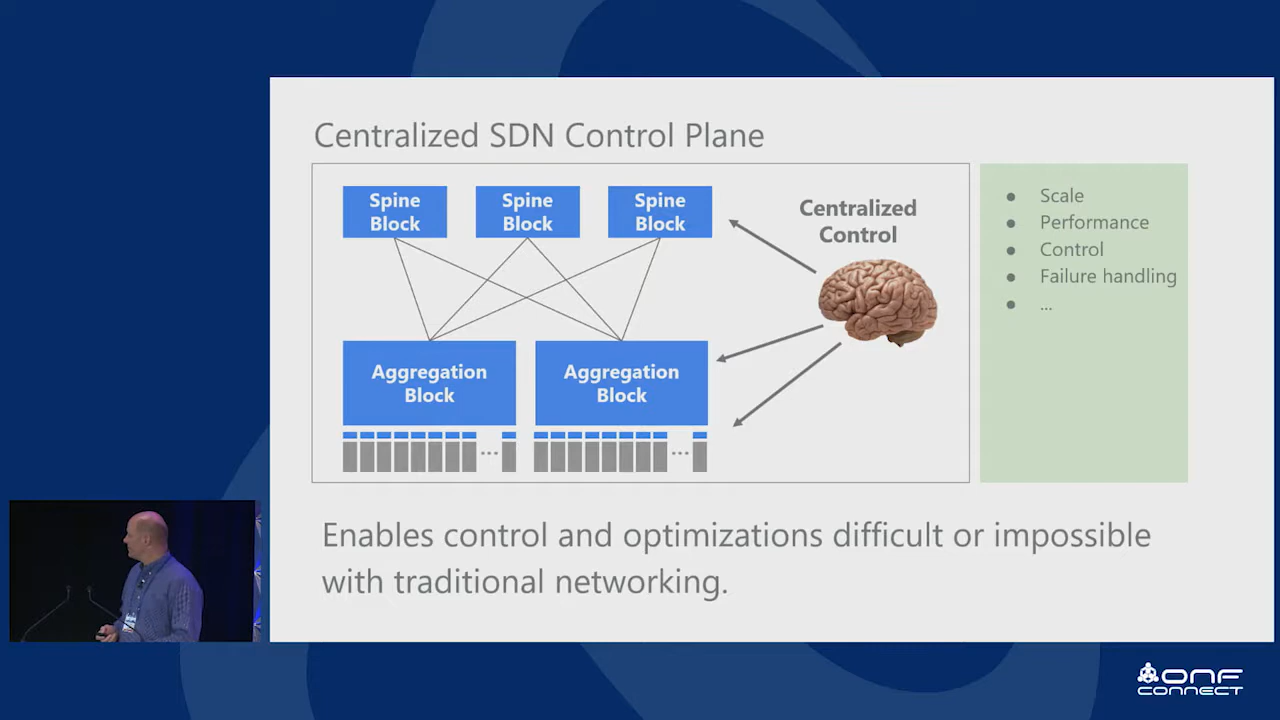 Centralized SDN Control Plane
Spine
Block
Spine
Block
Spine
Block
Centralized
Control
Aggregation
Block
Aggregation
Block
...
...
● Scale
● Performance
● Control
● Failure handling
● ...
Enables control and optimizations difficult or impossible
with traditional networking.
ONF
CONNECT